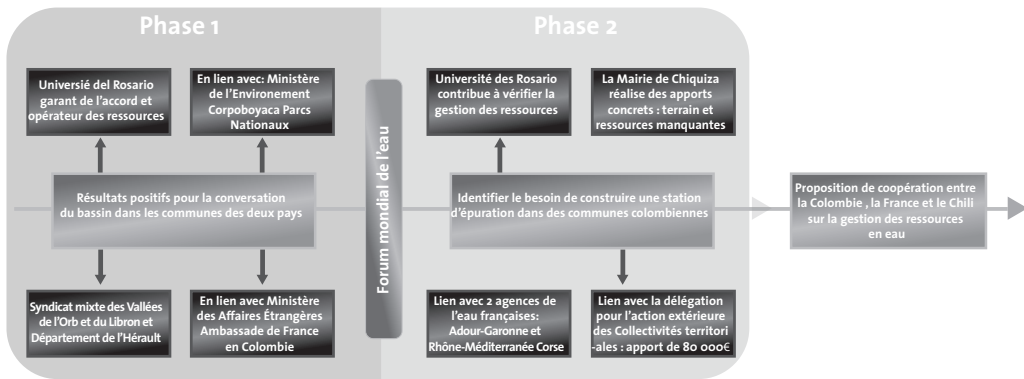 Phase 1
Universié del Rosario
garant de l'accord et
opérateur des ressources
En lien avec: Ministère
de l'Environement
Corpoboyaca Parcs
Nationaux
Résultats positifs pour la conversation
du bassin dans les communes des deux pays
Syndicat mixte des Vallées
de l'Orb et du Libron et
Département de l'Hérault
En lien avec Ministère
des Affaires Étrangères
Ambassade de France
en Colombie
Forum mondial de l'eau
Phase 2
Université des Rosario
contribue à vérifier la
gestion des ressources
La Mairie de Chiquiza
réalise des apports
concrets : terrain et
ressources manquantes
Identifier le besoin de construire une station
d'épuration dans des communes colombiennes
Lien avec 2 agences de
l'eau françaises:
Adour-Garonne et
Rhône-Méditerranée Corse
Lien avec la délégation
pour l'action extérieure
des Collectivités territori
-ales : apport de 80 000€
Proposition de coopération entre
la Colombie , la France et le Chili
sur la gestion des ressources
en eau